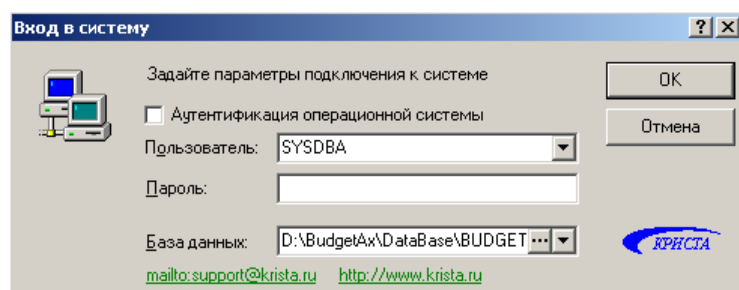 Вход в систему
Задайте параметры подключения к системе
OK
Аутентификация операционной системы
Отмена
Пользователь: SYSDBA
Пароль:
База данных: D:\BudgetAx\DataBase\BUDGET ...
КРИСТА
mailto:support@krista.ru http://www.krista.ru